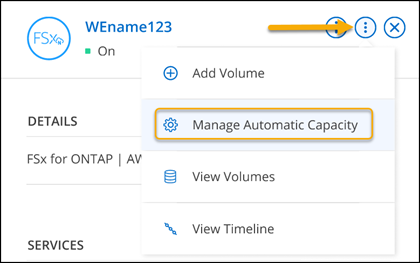 FSx
WEname123
On
Add Volume
DETAILS
Manage Automatic Capacity
FSx for ONTAP | AW
View Volumes
View Timeline
SERVICES